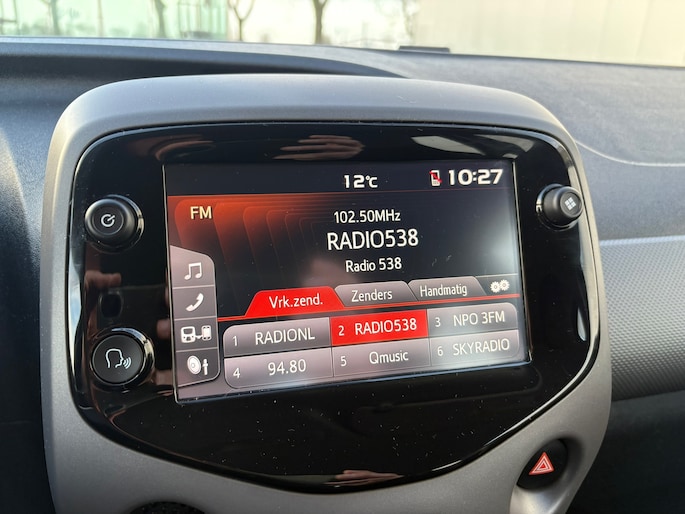 12°C 10:27
FM
102.50MHz
RADIO538
Radio 538
Vrk.zend. Zenders Handmatig
1 RADIONL 2 RADIO538 3 NPO 3FM
4 94.80 5 Qmusic 6 SKYRADIO